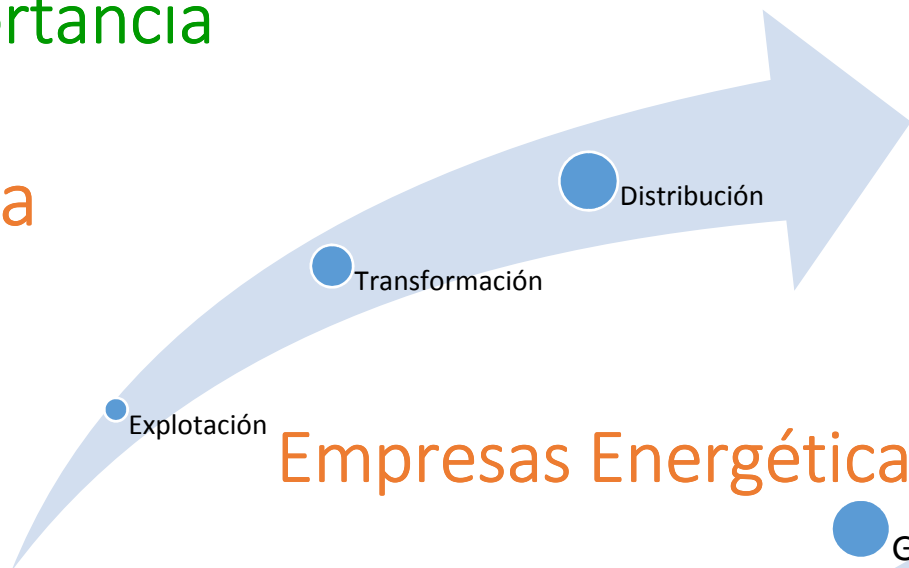 rtancia
a
Distribución
Transformación
Explotación
Empresas Energética
G